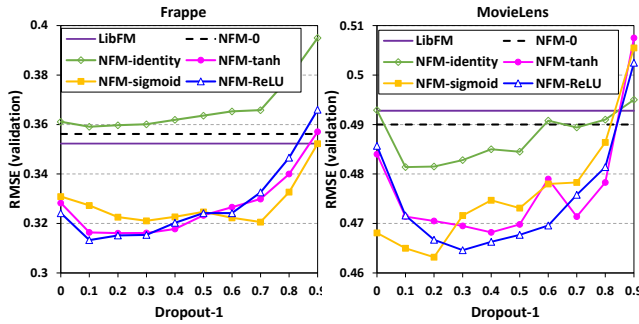 Frappe
0.4
0.38
0.36
0.34
0.32
0.3
RMSE (validation)
LibFM
NFM-0
NFM-identity
NFM-tanh
NFM-sigmoid
NFM-ReLU
0 0.1 0.2 0.3 0.4 0.5 0.6 0.7 0.8 0.9
Dropout-1
MovieLens
0.51
0.5
0.49
0.48
0.47
0.46
RMSE (validation)
LibFM
NFM-0
NFM-identity
NFM-tanh
NFM-sigmoid
NFM-ReLU
0 0.1 0.2 0.3 0.4 0.5 0.6 0.7 0.8 0.9
Dropout-1